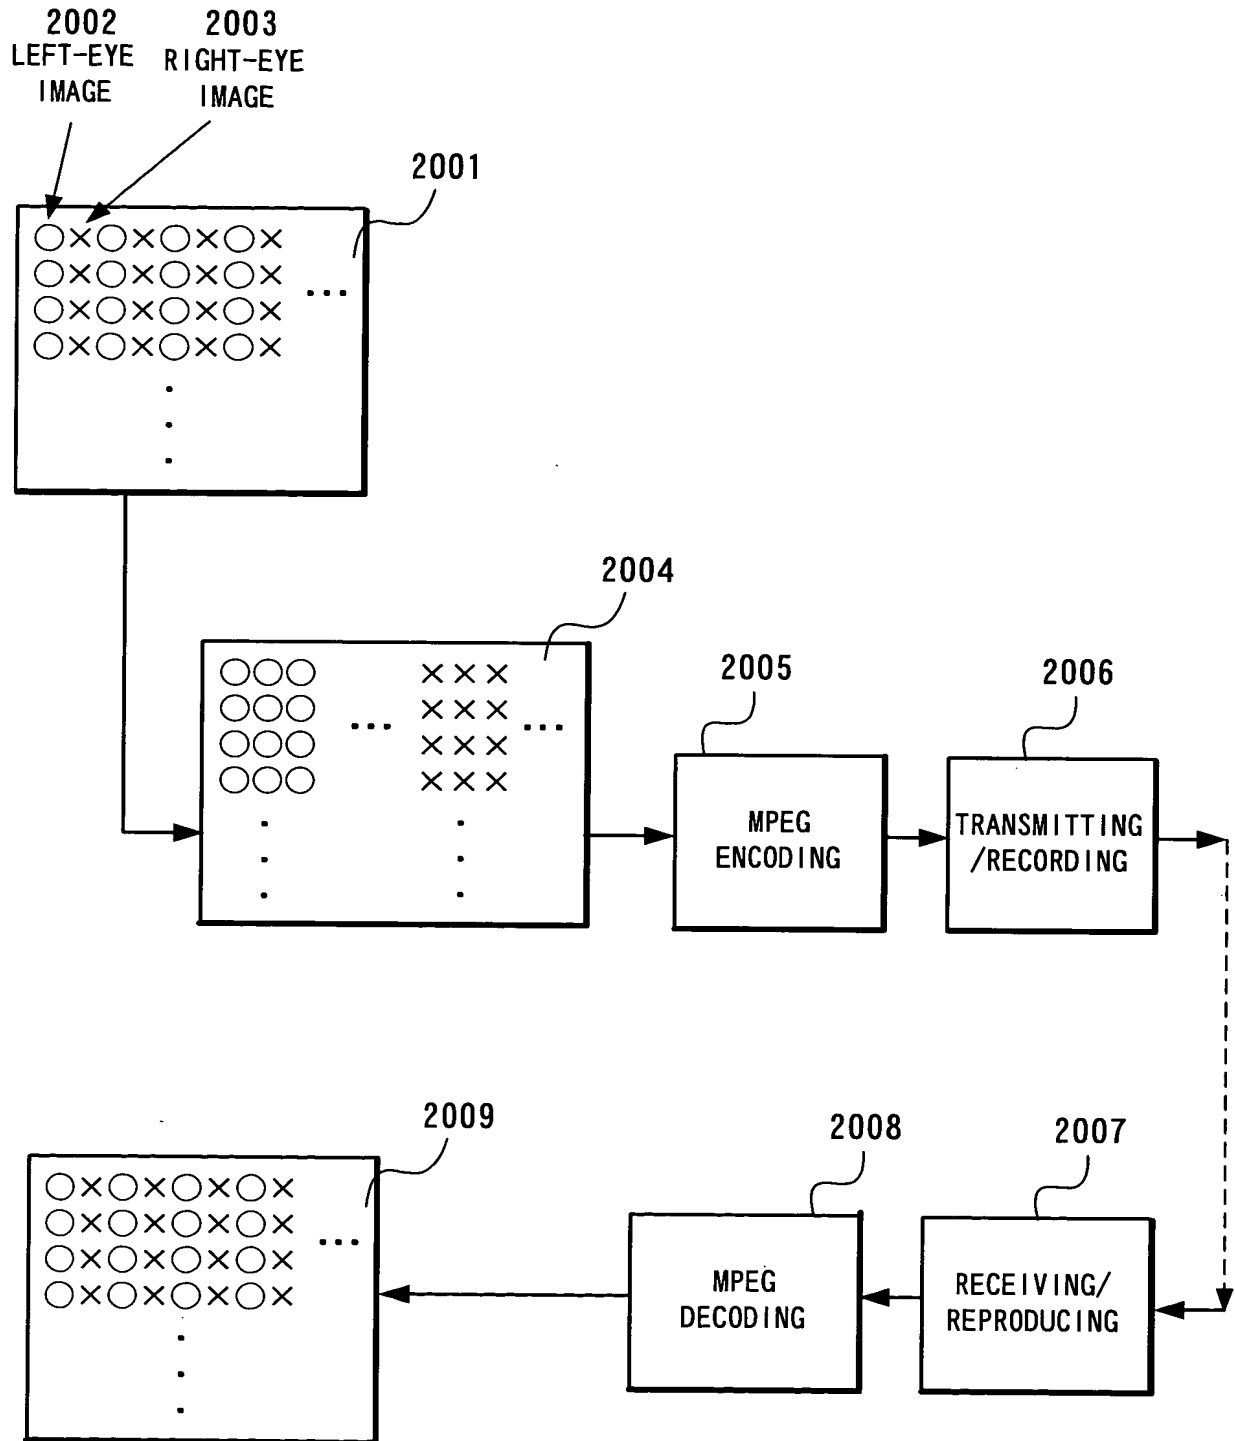 2002
LEFT-EYE
IMAGE
2003
RIGHT-EYE
IMAGE
2001
2004
2005
2006
MPEG
ENCODING
TRANSMITTING
/RECORDING
2009
2008
2007
MPEG
DECODING
RECEIVING/
REPRODUCING